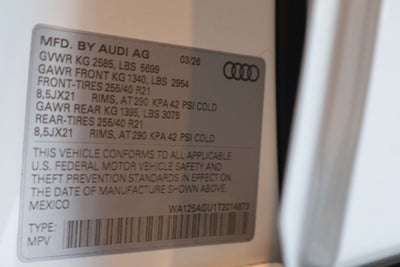 MFD. BY AUDI AG 03/26
GVWR KG 2585, LBS 5699
GAWR FRONT KG 1340, LBS 2954
FRONT-TIRES 255/40 R21
8,5JX21 RIMS, AT 290 KPA 42 PSI COLD
GAWR REAR KG 1395, LBS 3075
REAR-TIRES 255/40 R21
8,5JX21 RIMS, AT 290 KPA 42 PSI COLD
THIS VEHICLE CONFORMS TO ALL APPLICABLE
U.S. FEDERAL MOTOR VEHICLE SAFETY AND
THEFT PREVENTION STANDARDS IN EFFECT ON
THE DATE OF MANUFACTURE SHOWN ABOVE.
MEXICO WA125AGU1T2014873
TYPE:
MPV